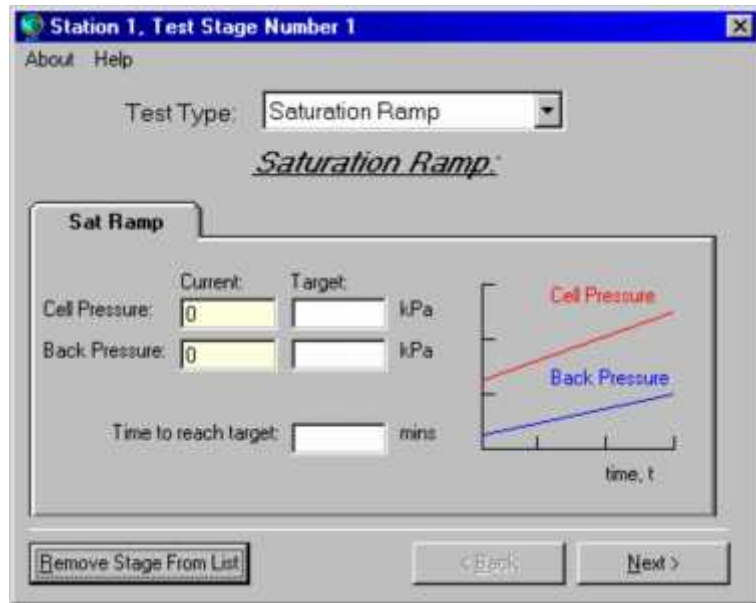 Station 1, Test Stage Number 1
About Help
Test Type: Saturation Ramp
Saturation Ramp:
Sat Ramp
Current: Target:
Cell Pressure: 0 kPa
Back Pressure: 0 kPa
Time to reach target: mins
Cell Pressure
Back Pressure
time, t
Remove Stage From List
< Back
Next >